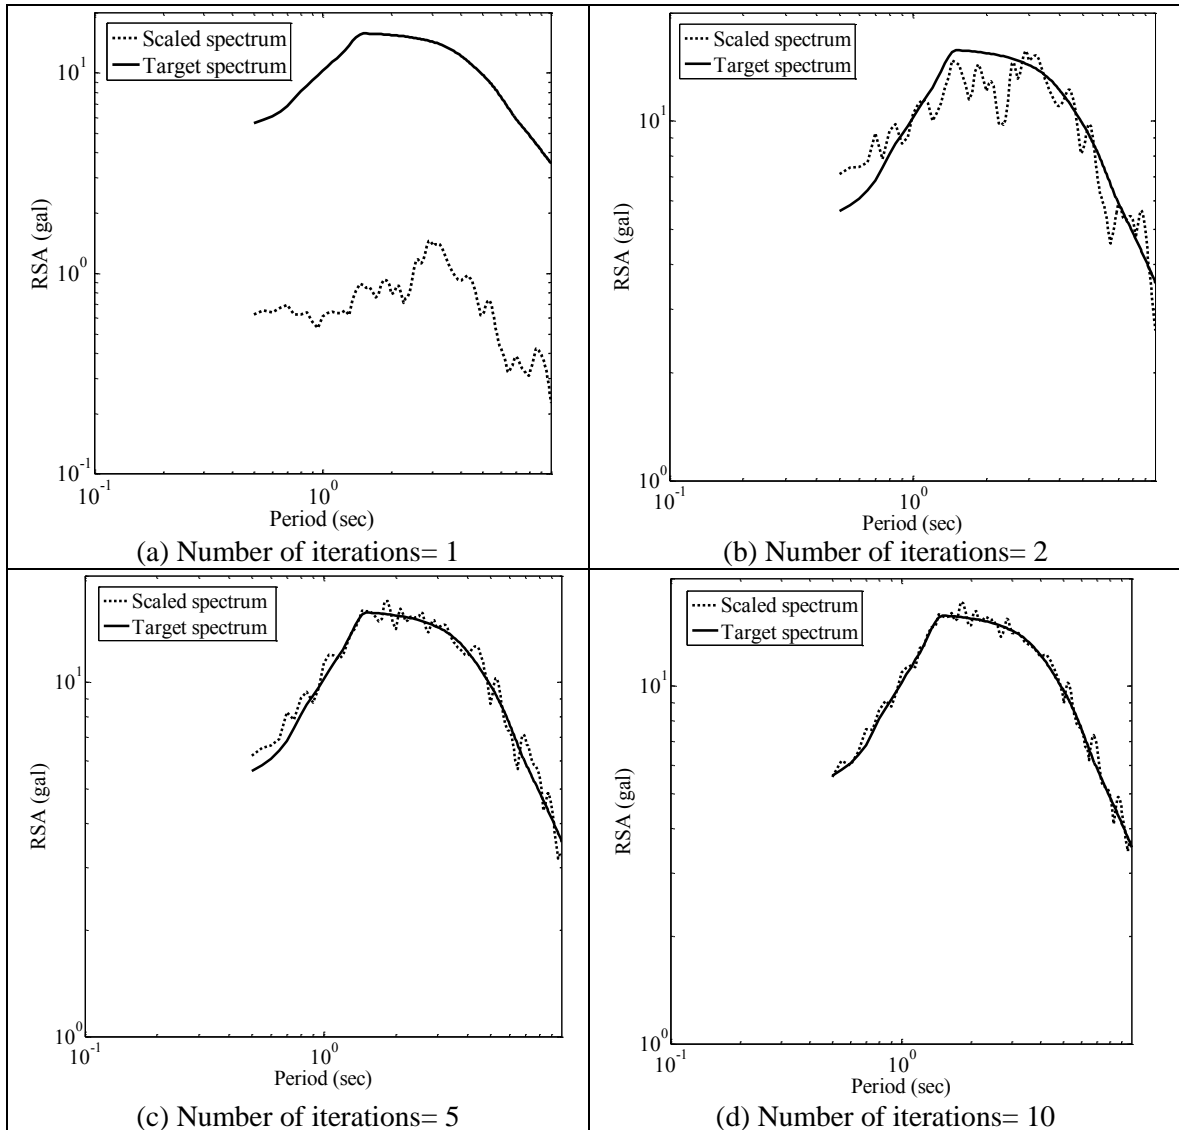 Scaled spectrum
Target spectrum
RSA (gal)
10^1
10^0
10^-1
10^-1
10^0
Period (sec)
(a) Number of iterations= 1
Scaled spectrum
Target spectrum
RSA (gal)
10^1
10^0
10^-1
10^0
Period (sec)
(b) Number of iterations= 2
Scaled spectrum
Target spectrum
RSA (gal)
10^1
10^0
10^-1
10^0
Period (sec)
(c) Number of iterations= 5
Scaled spectrum
Target spectrum
RSA (gal)
10^1
10^0
10^-1
10^0
Period (sec)
(d) Number of iterations= 10